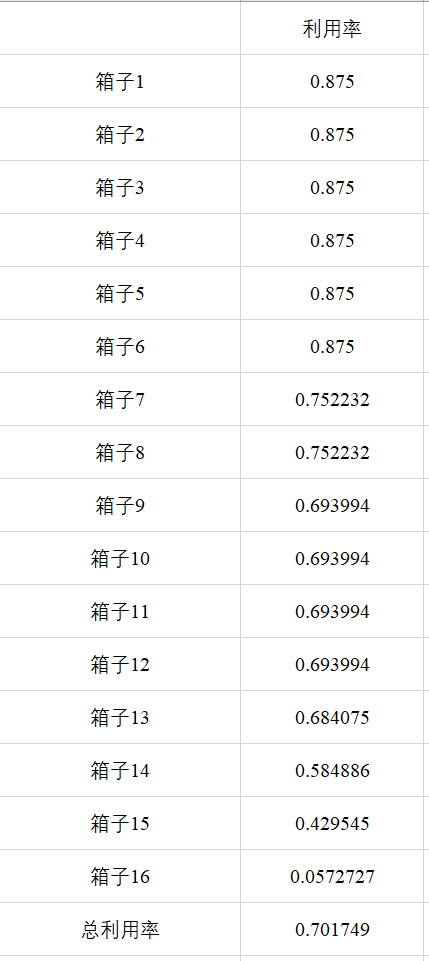 利用率
箱子1 0.875
箱子2 0.875
箱子3 0.875
箱子4 0.875
箱子5 0.875
箱子6 0.875
箱子7 0.752232
箱子8 0.752232
箱子9 0.693994
箱子10 0.693994
箱子11 0.693994
箱子12 0.693994
箱子13 0.684075
箱子14 0.584886
箱子15 0.429545
箱子16 0.0572727
总利用率 0.701749